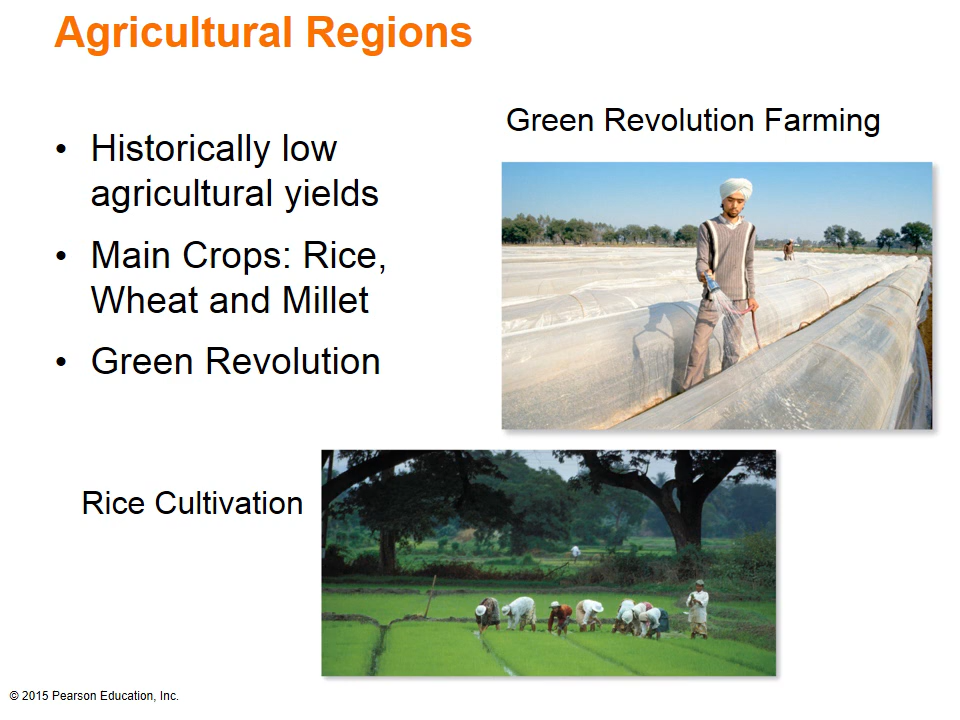 Agricultural Regions
• Historically low
agricultural yields
• Main Crops: Rice,
Wheat and Millet
• Green Revolution
Green Revolution Farming
Rice Cultivation
© 2015 Pearson Education, Inc.